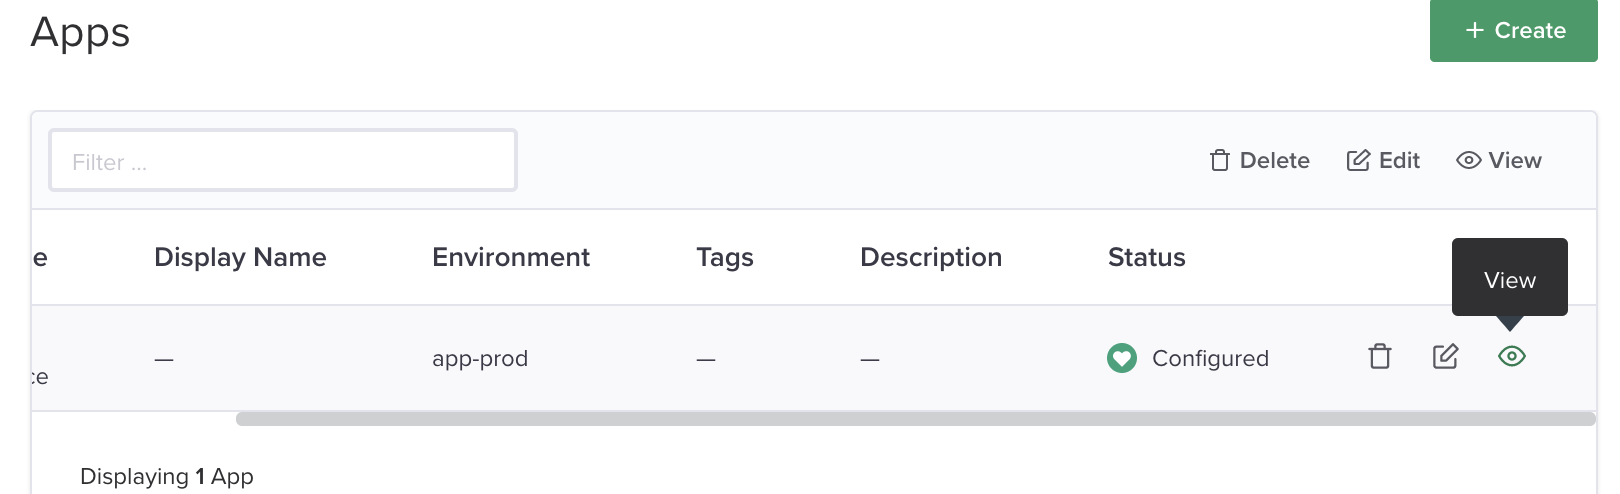 Apps
+ Create
Filter ...
Delete Edit View
e Display Name Environment Tags Description Status
View
ce — app-prod — — Configured
Displaying 1 App